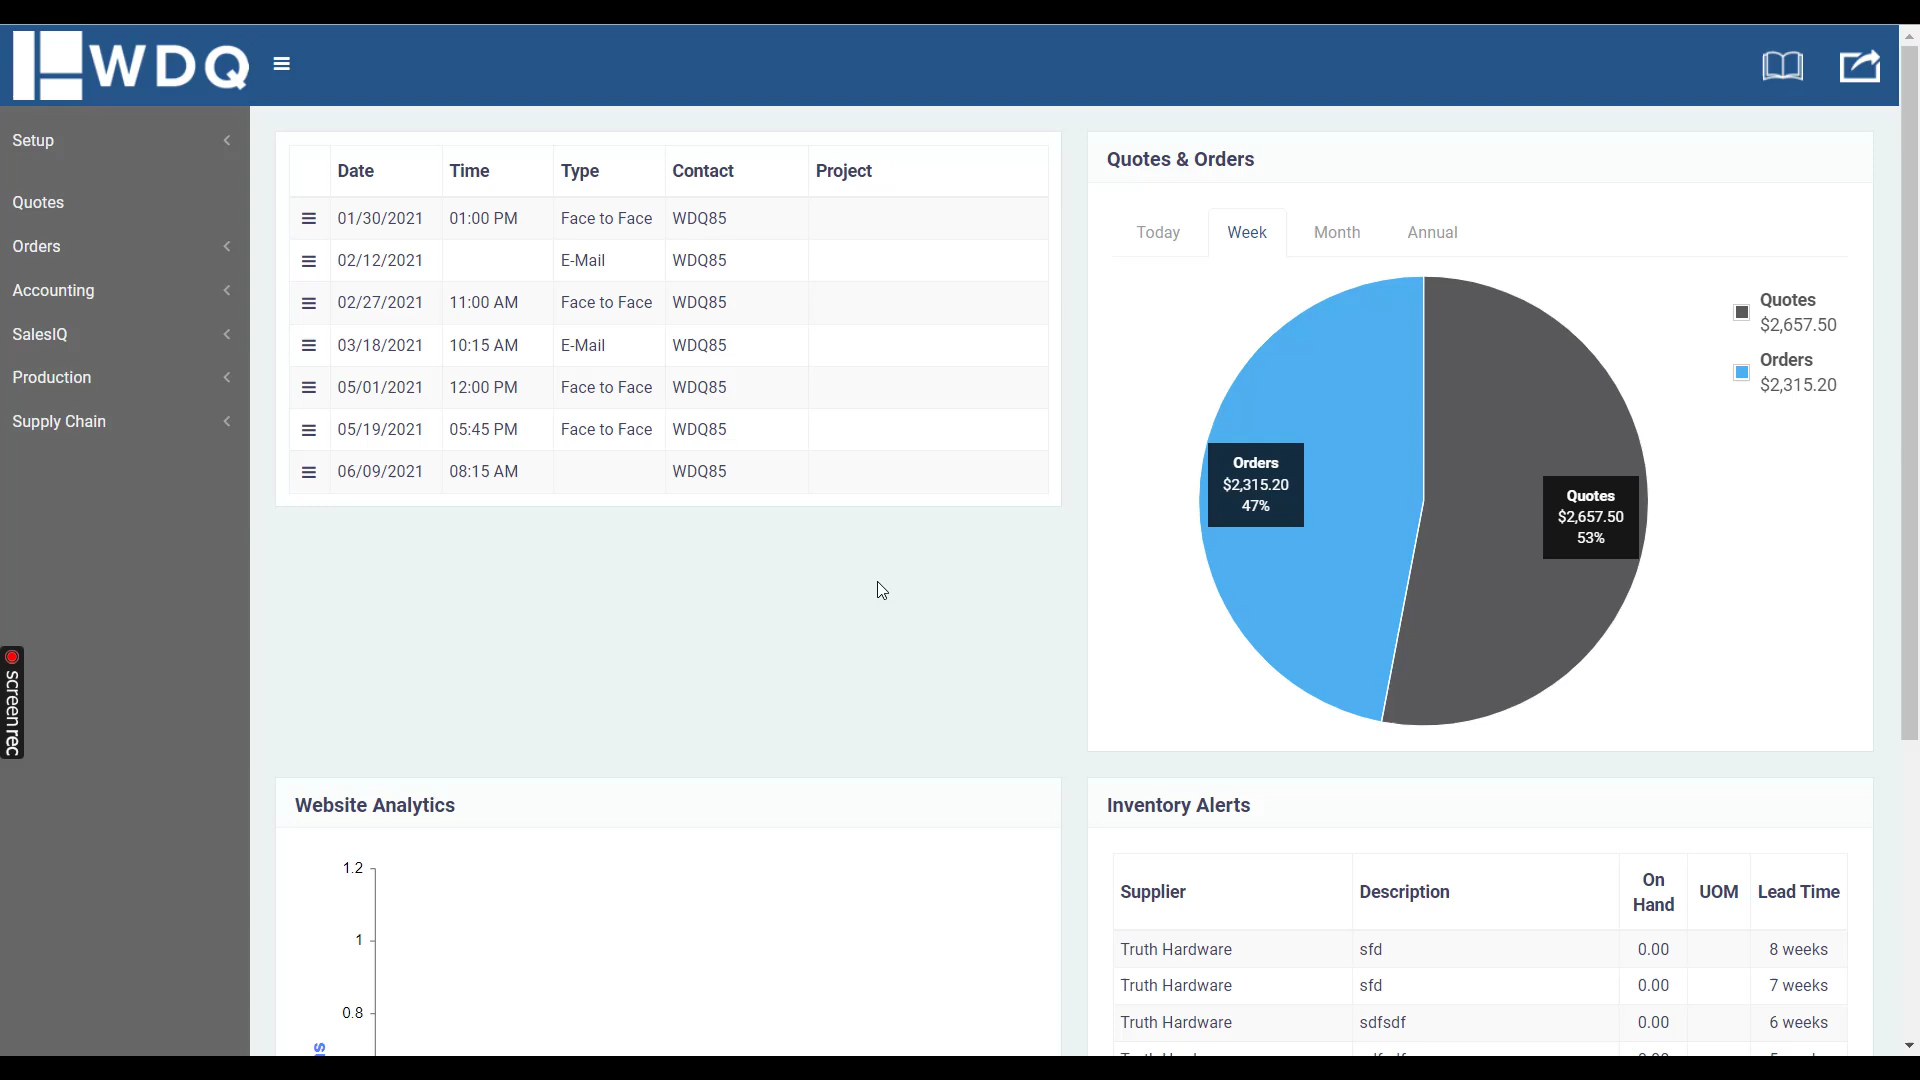 WDQ
Setup
Quotes
Orders
Accounting
SalesIQ
Production
Supply Chain
screenrec
Date Time Type Contact Project
01/30/2021 01:00 PM Face to Face WDQ85
02/12/2021 E-Mail WDQ85
02/27/2021 11:00 AM Face to Face WDQ85
03/18/2021 10:15 AM E-Mail WDQ85
05/01/2021 12:00 PM Face to Face WDQ85
05/19/2021 05:45 PM Face to Face WDQ85
06/09/2021 08:15 AM WDQ85
Quotes & Orders
Today Week Month Annual
Quotes
$2,657.50
Orders
$2,315.20
Orders
$2,315.20
47%
Quotes
$2,657.50
53%
Website Analytics
1.2
1
0.8
Inventory Alerts
Supplier Description On Hand UOM Lead Time
Truth Hardware sfd 0.00 8 weeks
Truth Hardware sfd 0.00 7 weeks
Truth Hardware sdfsdf 0.00 6 weeks